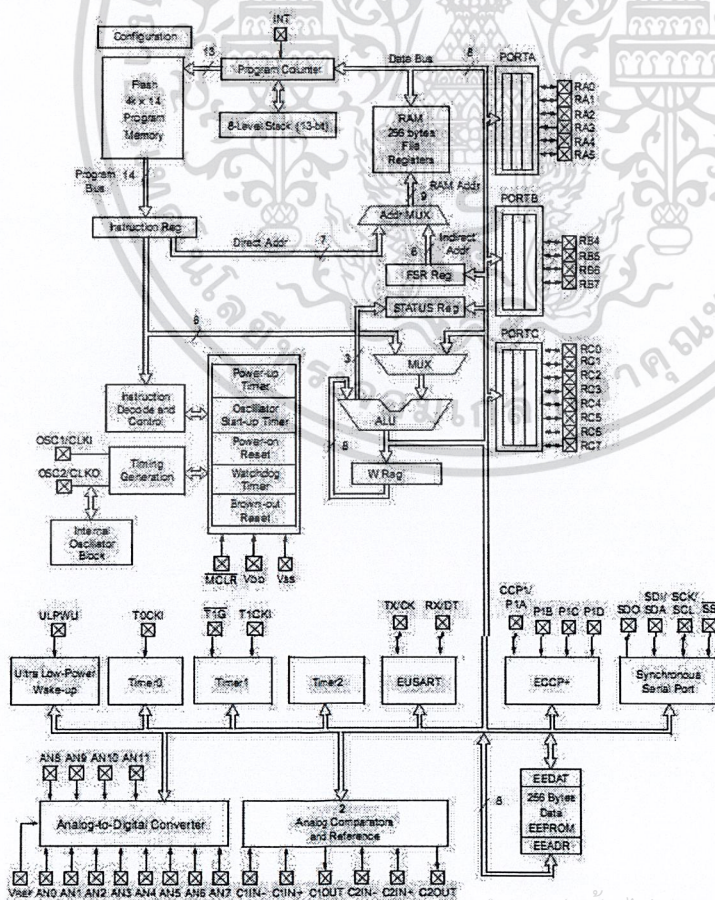 INT
Configuration
13
Program Counter
Data Bus
8
PORTA
Flash
4k x 14
Program
Memory
8-Level Stack (13-bit)
RAM
256 bytes
File
Registers
RA0
RA1
RA2
RA3
RA4
RA5
Program
Bus
14
RAM Addr
9
PORTB
Addr MUX
Instruction Reg
Direct Addr
7
Indirect
Addr
FSR Reg
RB4
RB5
RB6
RB7
STATUS Reg
PORTC
8
3
MUX
RC0
RC1
RC2
RC3
RC4
RC5
RC6
RC7
Power-up
Timer
Instruction
Decode and
Control
Oscillator
Start-up Timer
ALU
OSC1/CLKI
Power-on
Reset
8
OSC2/CLKO
Timing
Generation
Watchdog
Timer
W Reg
Brown-out
Reset
Internal
Oscillator
Block
MCLR
VDD
VSS
ULPWU
T0CKI
T1G
T1CKI
TX/CK
RX/DT
CCP1/
P1A
P1B
P1C
P1D
SDO
SDI/
SDA
SCK/
SCL
SS
Ultra Low-Power
Wake-up
Timer0
Timer1
Timer2
EUSART
ECCP+
Synchronous
Serial Port
AN8 AN9 AN10 AN11
8
EEDAT
256 Bytes
Data
EEPROM
EEADR
Analog-to-Digital Converter
2
Analog Comparators
and Reference
VREF AN0 AN1 AN2 AN3 AN4 AN5 AN6 AN7
C1IN- C1IN+ C1OUT C2IN- C2IN+ C2OUT